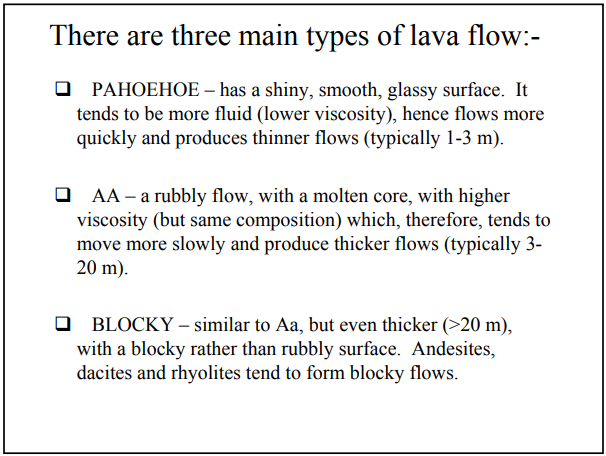 There are three main types of lava flow:-
❑ PAHOEHOE – has a shiny, smooth, glassy surface. It
tends to be more fluid (lower viscosity), hence flows more
quickly and produces thinner flows (typically 1-3 m).
❑ AA – a rubbly flow, with a molten core, with higher
viscosity (but same composition) which, therefore, tends to
move more slowly and produce thicker flows (typically 3-
20 m).
❑ BLOCKY – similar to Aa, but even thicker (>20 m),
with a blocky rather than rubbly surface. Andesites,
dacites and rhyolites tend to form blocky flows.